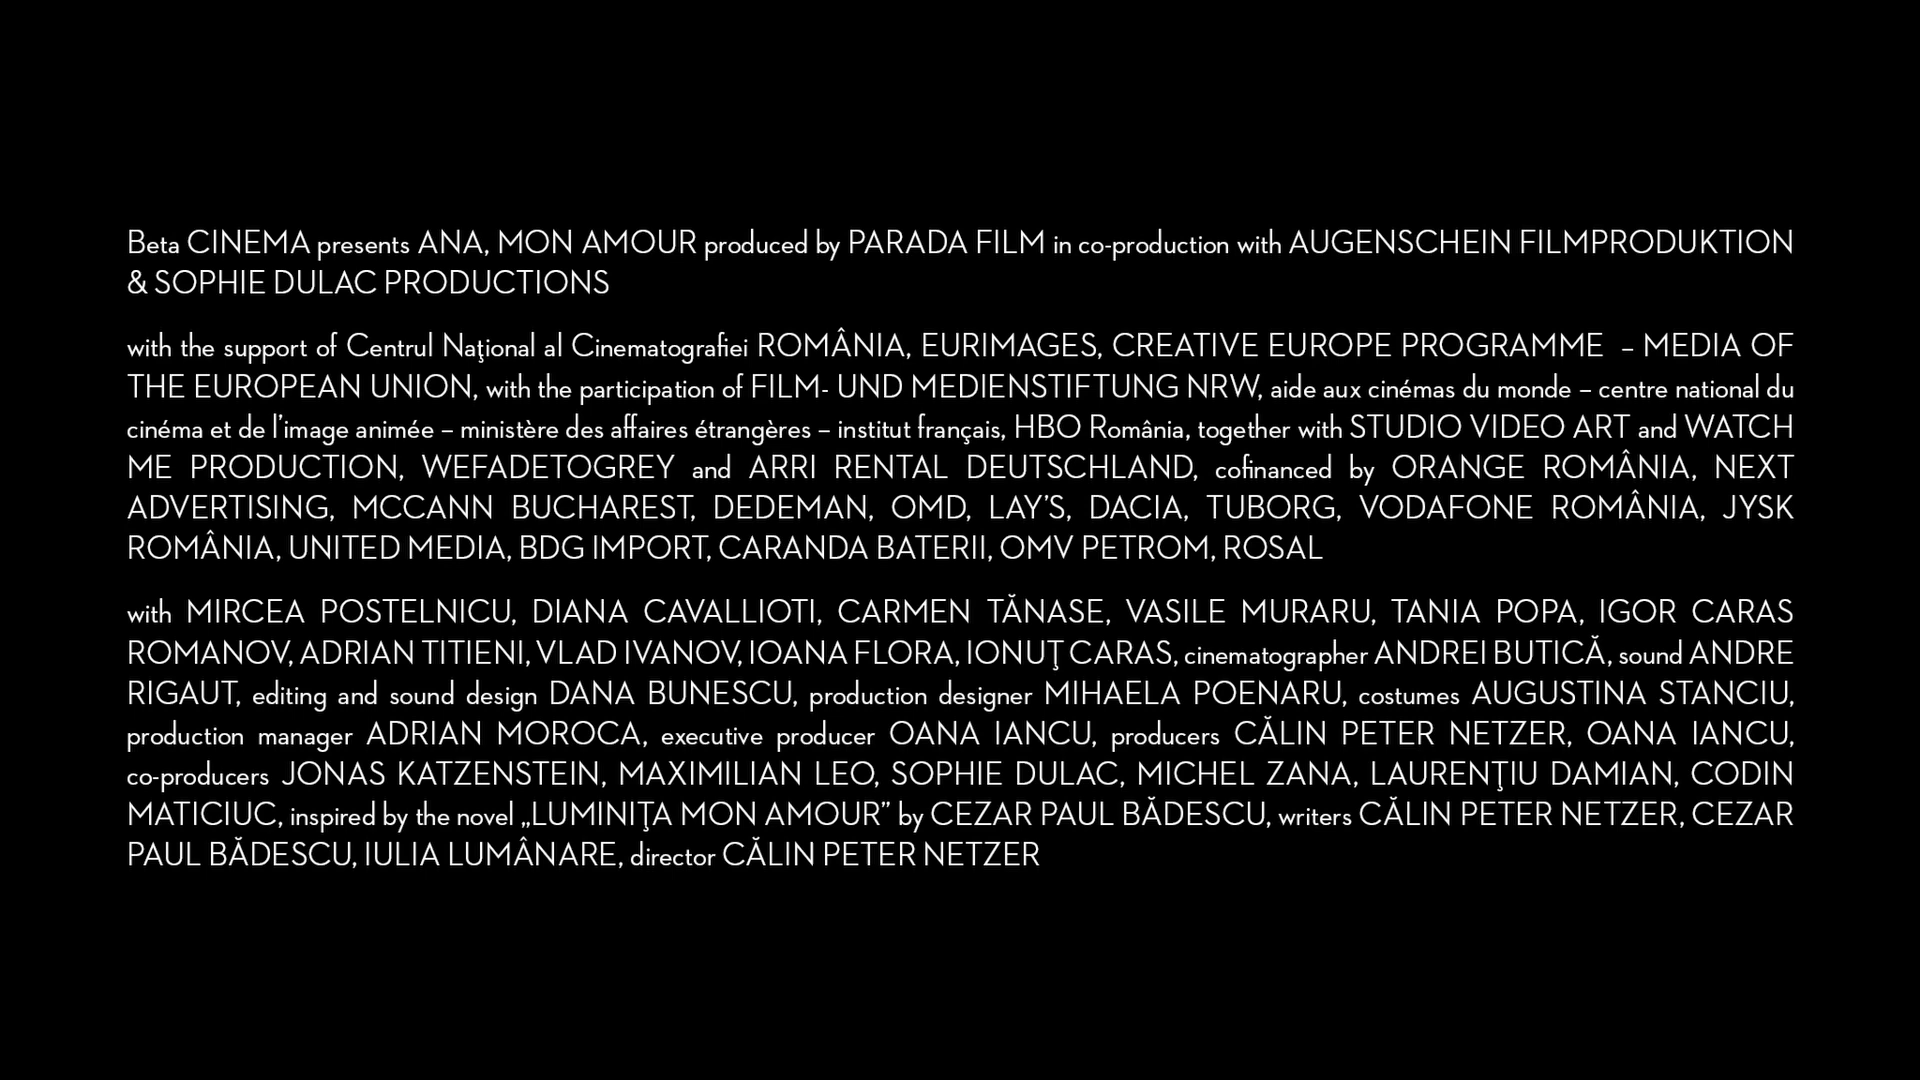 Beta CINEMA presents ANA, MON AMOUR produced by PARADA FILM in co-production with AUGENSCHEIN FILMPRODUKTION
& SOPHIE DULAC PRODUCTIONS
with the support of Centrul Naţional al Cinematografiei ROMÂNIA, EURIMAGES, CREATIVE EUROPE PROGRAMME – MEDIA OF
THE EUROPEAN UNION, with the participation of FILM- UND MEDIENSTIFTUNG NRW, aide aux cinémas du monde – centre national du
cinéma et de l’image animée – ministère des affaires étrangères – institut français, HBO România, together with STUDIO VIDEO ART and WATCH
ME PRODUCTION, WEFADETOGREY and ARRI RENTAL DEUTSCHLAND, cofinanced by ORANGE ROMÂNIA, NEXT
ADVERTISING, MCCANN BUCHAREST, DEDEMAN, OMD, LAY’S, DACIA, TUBORG, VODAFONE ROMÂNIA, JYSK
ROMÂNIA, UNITED MEDIA, BDG IMPORT, CARANDA BATERII, OMV PETROM, ROSAL
with MIRCEA POSTELNICU, DIANA CAVALLIOTI, CARMEN TĂNASE, VASILE MURARU, TANIA POPA, IGOR CARAS
ROMANOV, ADRIAN TITIENI, VLAD IVANOV, IOANA FLORA, IONUŢ CARAS, cinematographer ANDREI BUTICĂ, sound ANDRE
RIGAUT, editing and sound design DANA BUNESCU, production designer MIHAELA POENARU, costumes AUGUSTINA STANCIU,
production manager ADRIAN MOROCA, executive producer OANA IANCU, producers CĂLIN PETER NETZER, OANA IANCU,
co-producers JONAS KATZENSTEIN, MAXIMILIAN LEO, SOPHIE DULAC, MICHEL ZANA, LAURENŢIU DAMIAN, CODIN
MATICIUC, inspired by the novel „LUMINIŢA MON AMOUR” by CEZAR PAUL BĂDESCU, writers CĂLIN PETER NETZER, CEZAR
PAUL BĂDESCU, IULIA LUMÂNARE, director CĂLIN PETER NETZER